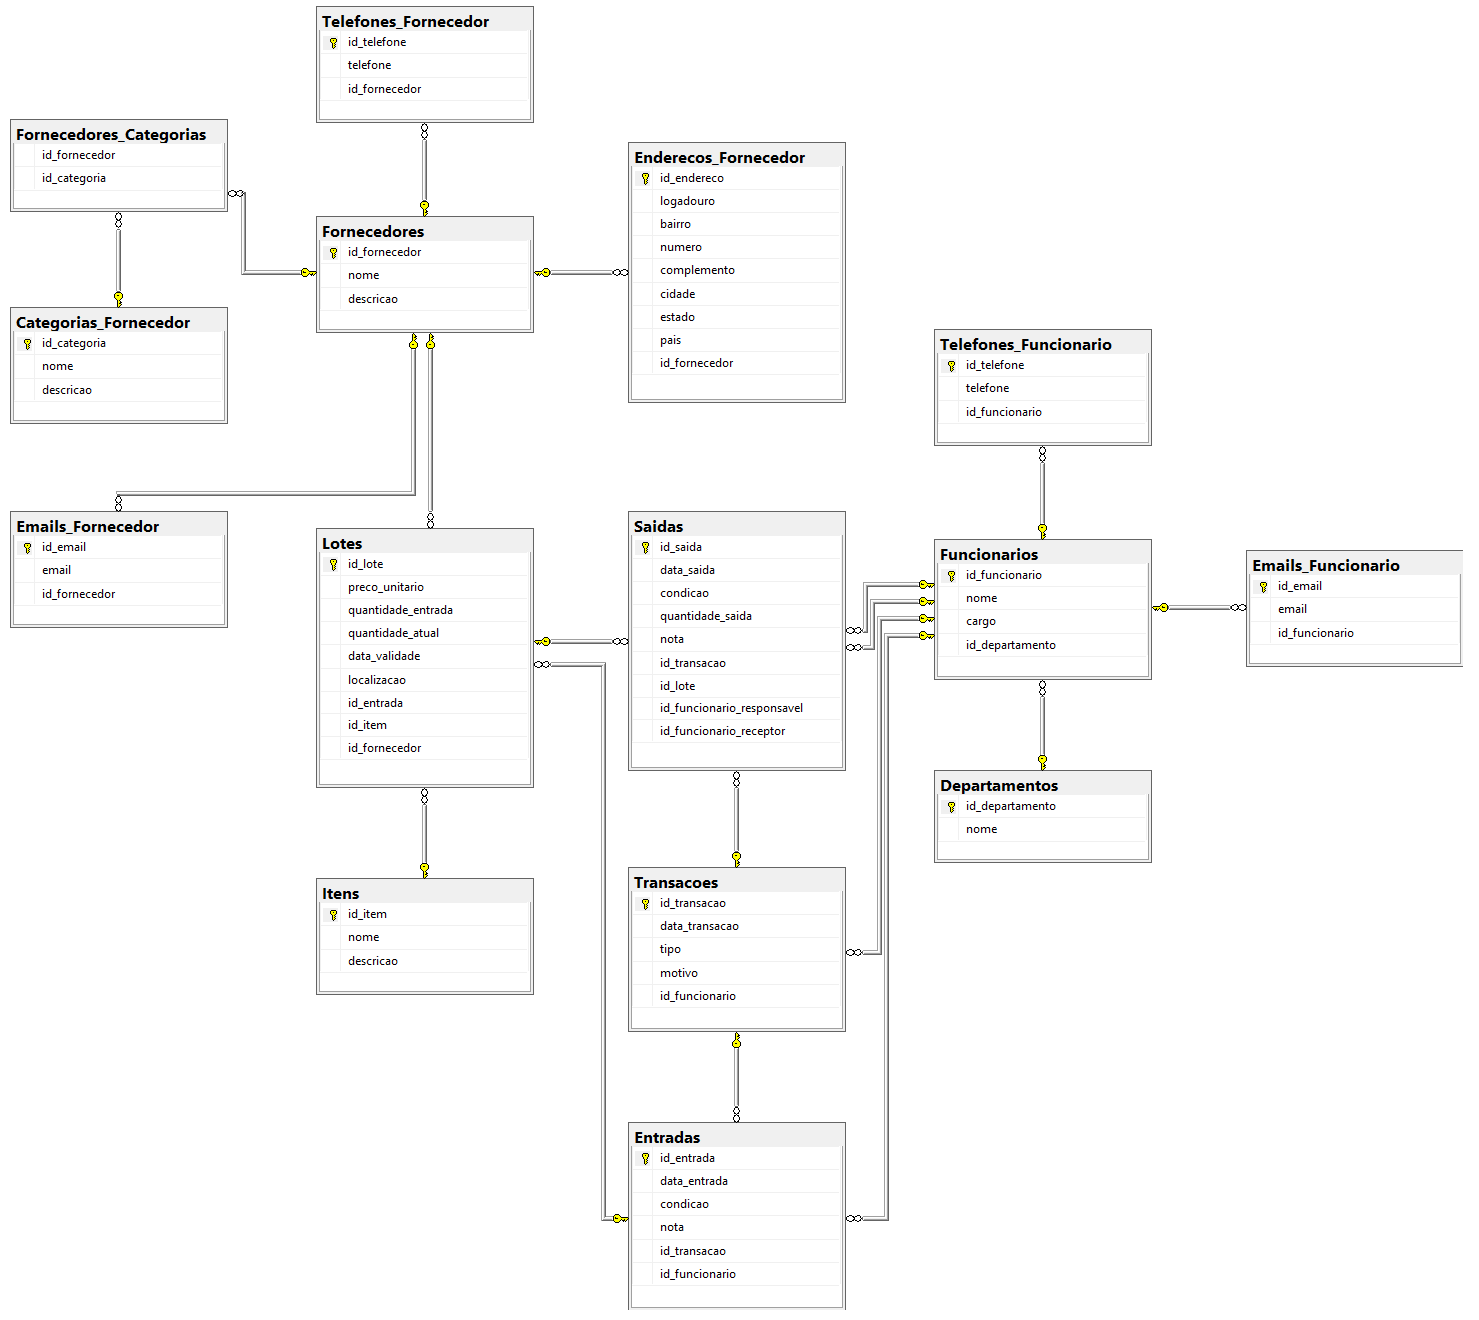 Telefones_Fornecedor
id_telefone
telefone
id_fornecedor
Fornecedores_Categorias
id_fornecedor
id_categoria
Enderecos_Fornecedor
id_endereco
logadouro
bairro
numero
complemento
cidade
estado
pais
id_fornecedor
Fornecedores
id_fornecedor
nome
descricao
Categorias_Fornecedor
id_categoria
nome
descricao
Telefones_Funcionario
id_telefone
telefone
id_funcionario
Emails_Fornecedor
id_email
email
id_fornecedor
Lotes
id_lote
preco_unitario
quantidade_entrada
quantidade_atual
data_validade
localizacao
id_entrada
id_item
id_fornecedor
Saidas
id_saida
data_saida
condicao
quantidade_saida
nota
id_transacao
id_lote
id_funcionario_responsavel
id_funcionario_receptor
Funcionarios
id_funcionario
nome
cargo
id_departamento
Emails_Funcionario
id_email
email
id_funcionario
Departamentos
id_departamento
nome
Itens
id_item
nome
descricao
Transacoes
id_transacao
data_transacao
tipo
motivo
id_funcionario
Entradas
id_entrada
data_entrada
condicao
nota
id_transacao
id_funcionario